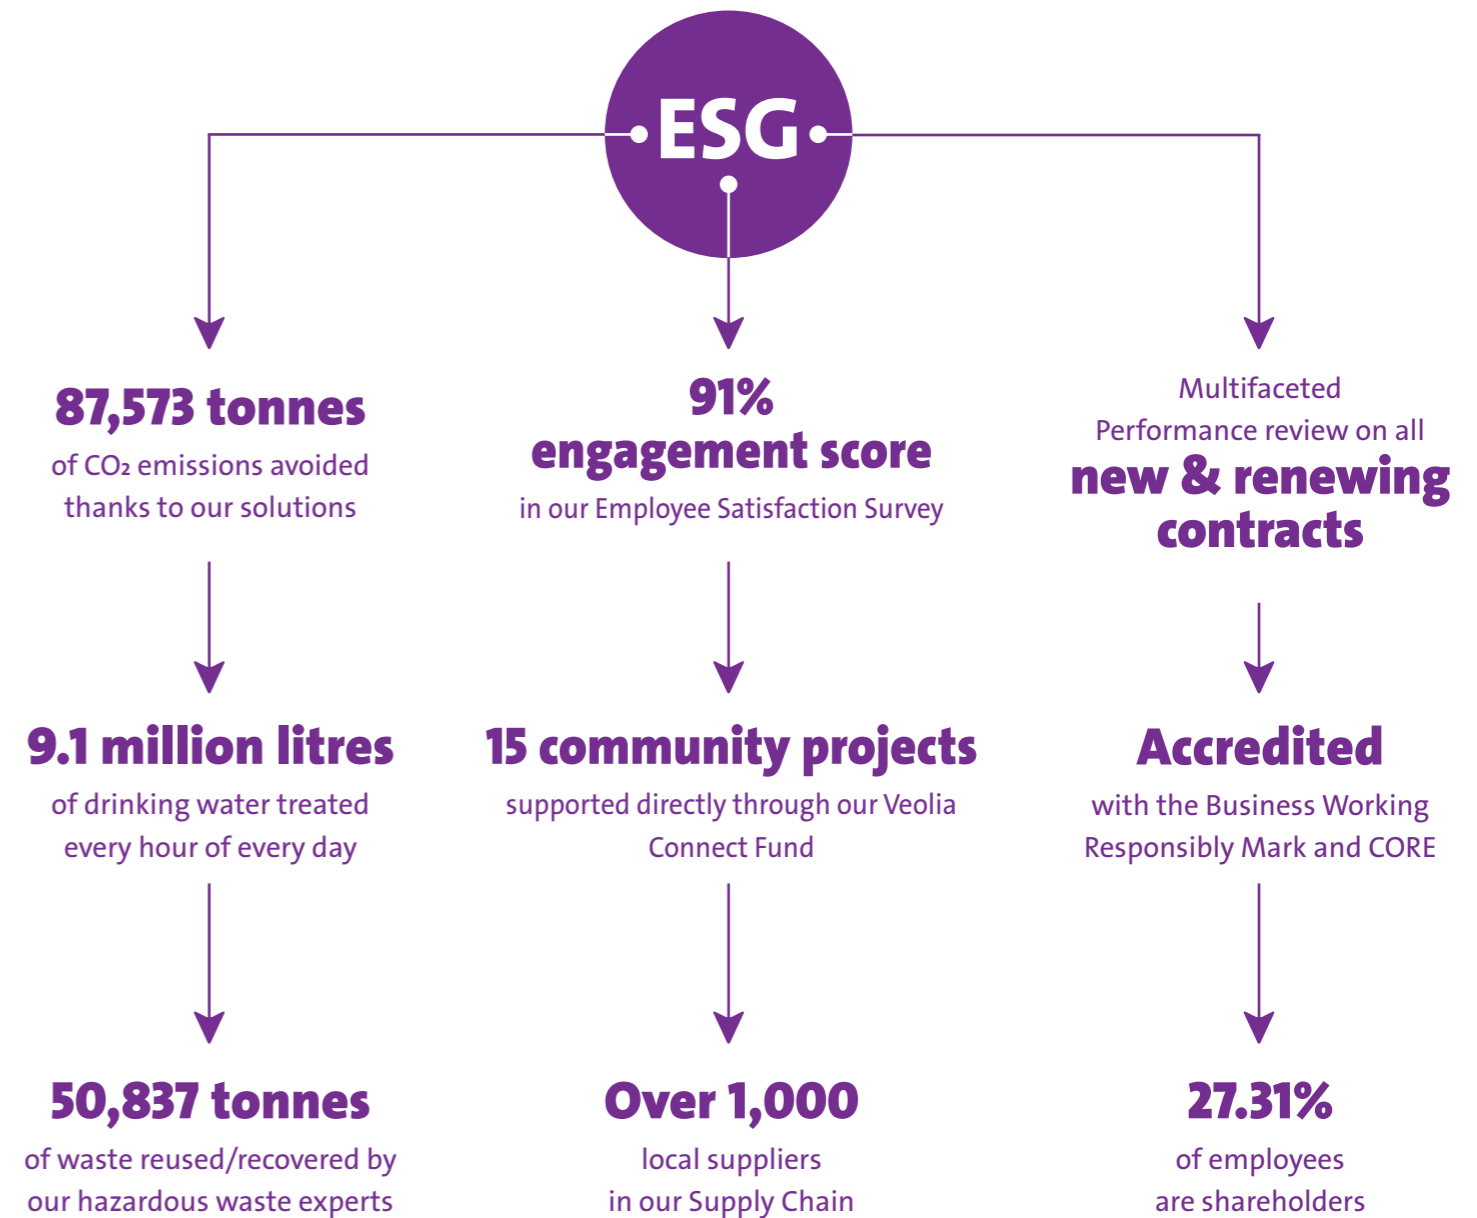 ESG
87,573 tonnes
of CO₂ emissions avoided
thanks to our solutions
9.1 million litres
of drinking water treated
every hour of every day
50,837 tonnes
of waste reused/recovered by
our hazardous waste experts
91%
engagement score
in our Employee Satisfaction Survey
15 community projects
supported directly through our Veolia
Connect Fund
Over 1,000
local suppliers
in our Supply Chain
Multifaceted
Performance review on all
new & renewing
contracts
Accredited
with the Business Working
Responsibly Mark and CORE
27.31%
of employees
are shareholders